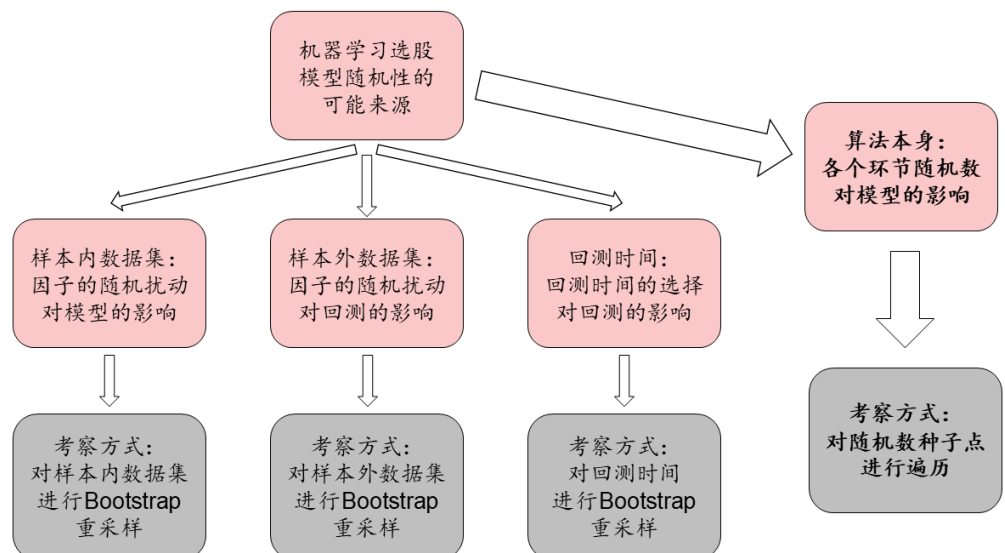 机器学习选股
模型随机性的
可能来源
算法本身：
各个环节随机数
对模型的影响
样本内数据集：
因子的随机扰动
对模型的影响
样本外数据集：
因子的随机扰动
对回测的影响
回测时间：
回测时间的选择
对回测的影响
考察方式：
对随机数种子点
进行遍历
考察方式：
对样本内数据集
进行Bootstrap
重采样
考察方式：
对样本外数据集
进行Bootstrap
重采样
考察方式：
对回测时间
进行Bootstrap
重采样